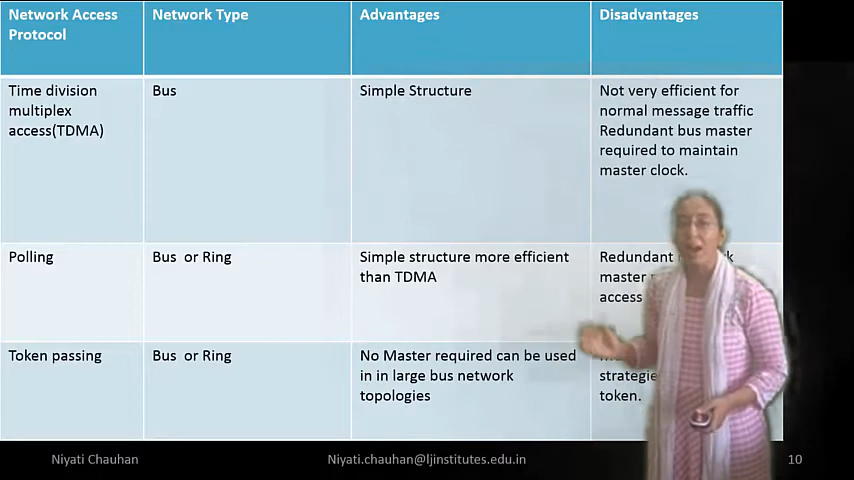 Network Access
Protocol
Network Type
Advantages
Disadvantages
Time division
multiplex
access(TDMA)
Bus
Simple Structure
Not very efficient for
normal message traffic
Redundant bus master
required to maintain
master clock.
Polling
Bus or Ring
Simple structure more efficient
than TDMA
Redundant
master
access
Token passing
Bus or Ring
No Master required can be used
in in large bus network
topologies
token.
Niyati Chauhan
Niyati.chauhan@ljinstitutes.edu.in
10